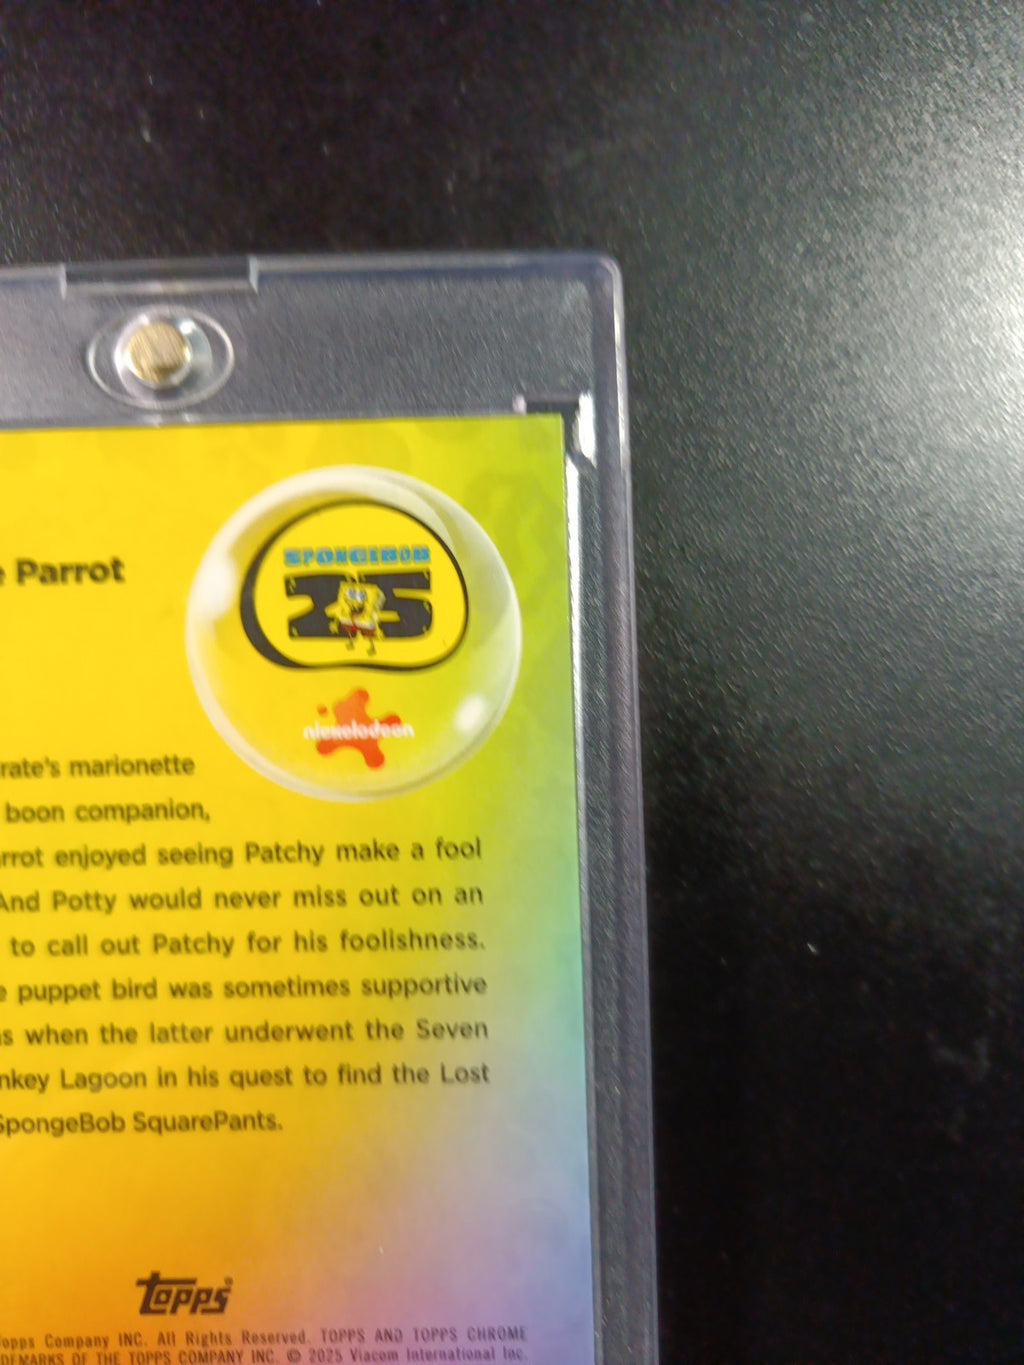 Parrot
SPONGEBOB
25
nickelodeon
rate's marionette
boon companion,
rrot enjoyed seeing Patchy make a fool
And Potty would never miss out on an
to call out Patchy for his foolishness.
e puppet bird was sometimes supportive
as when the latter underwent the Seven
nkey Lagoon in his quest to find the Lost
SpongeBob SquarePants.
topps
Topps Company INC. All Rights Reserved. TOPPS AND TOPPS CHROME
DEMARKS OF THE TOPPS COMPANY INC. © 2025 Viacom International Inc.